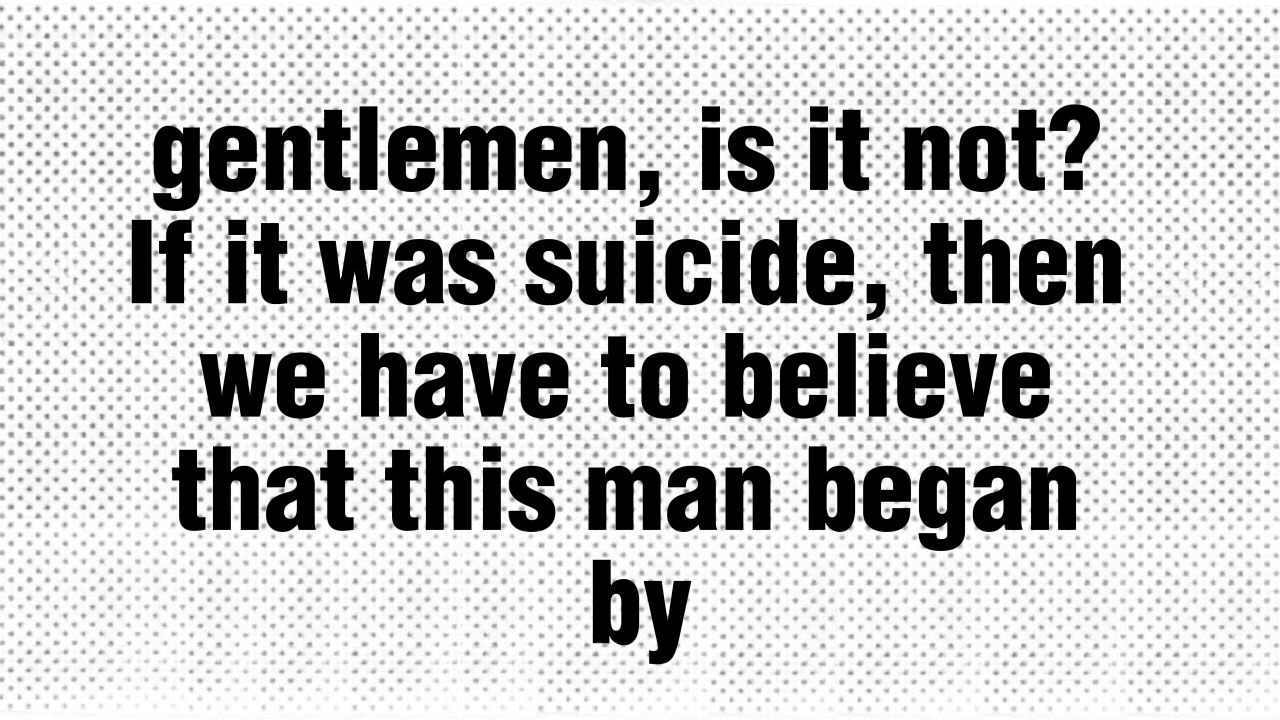 gentlemen, is it not?
If it was suicide, then
we have to believe
that this man began
by